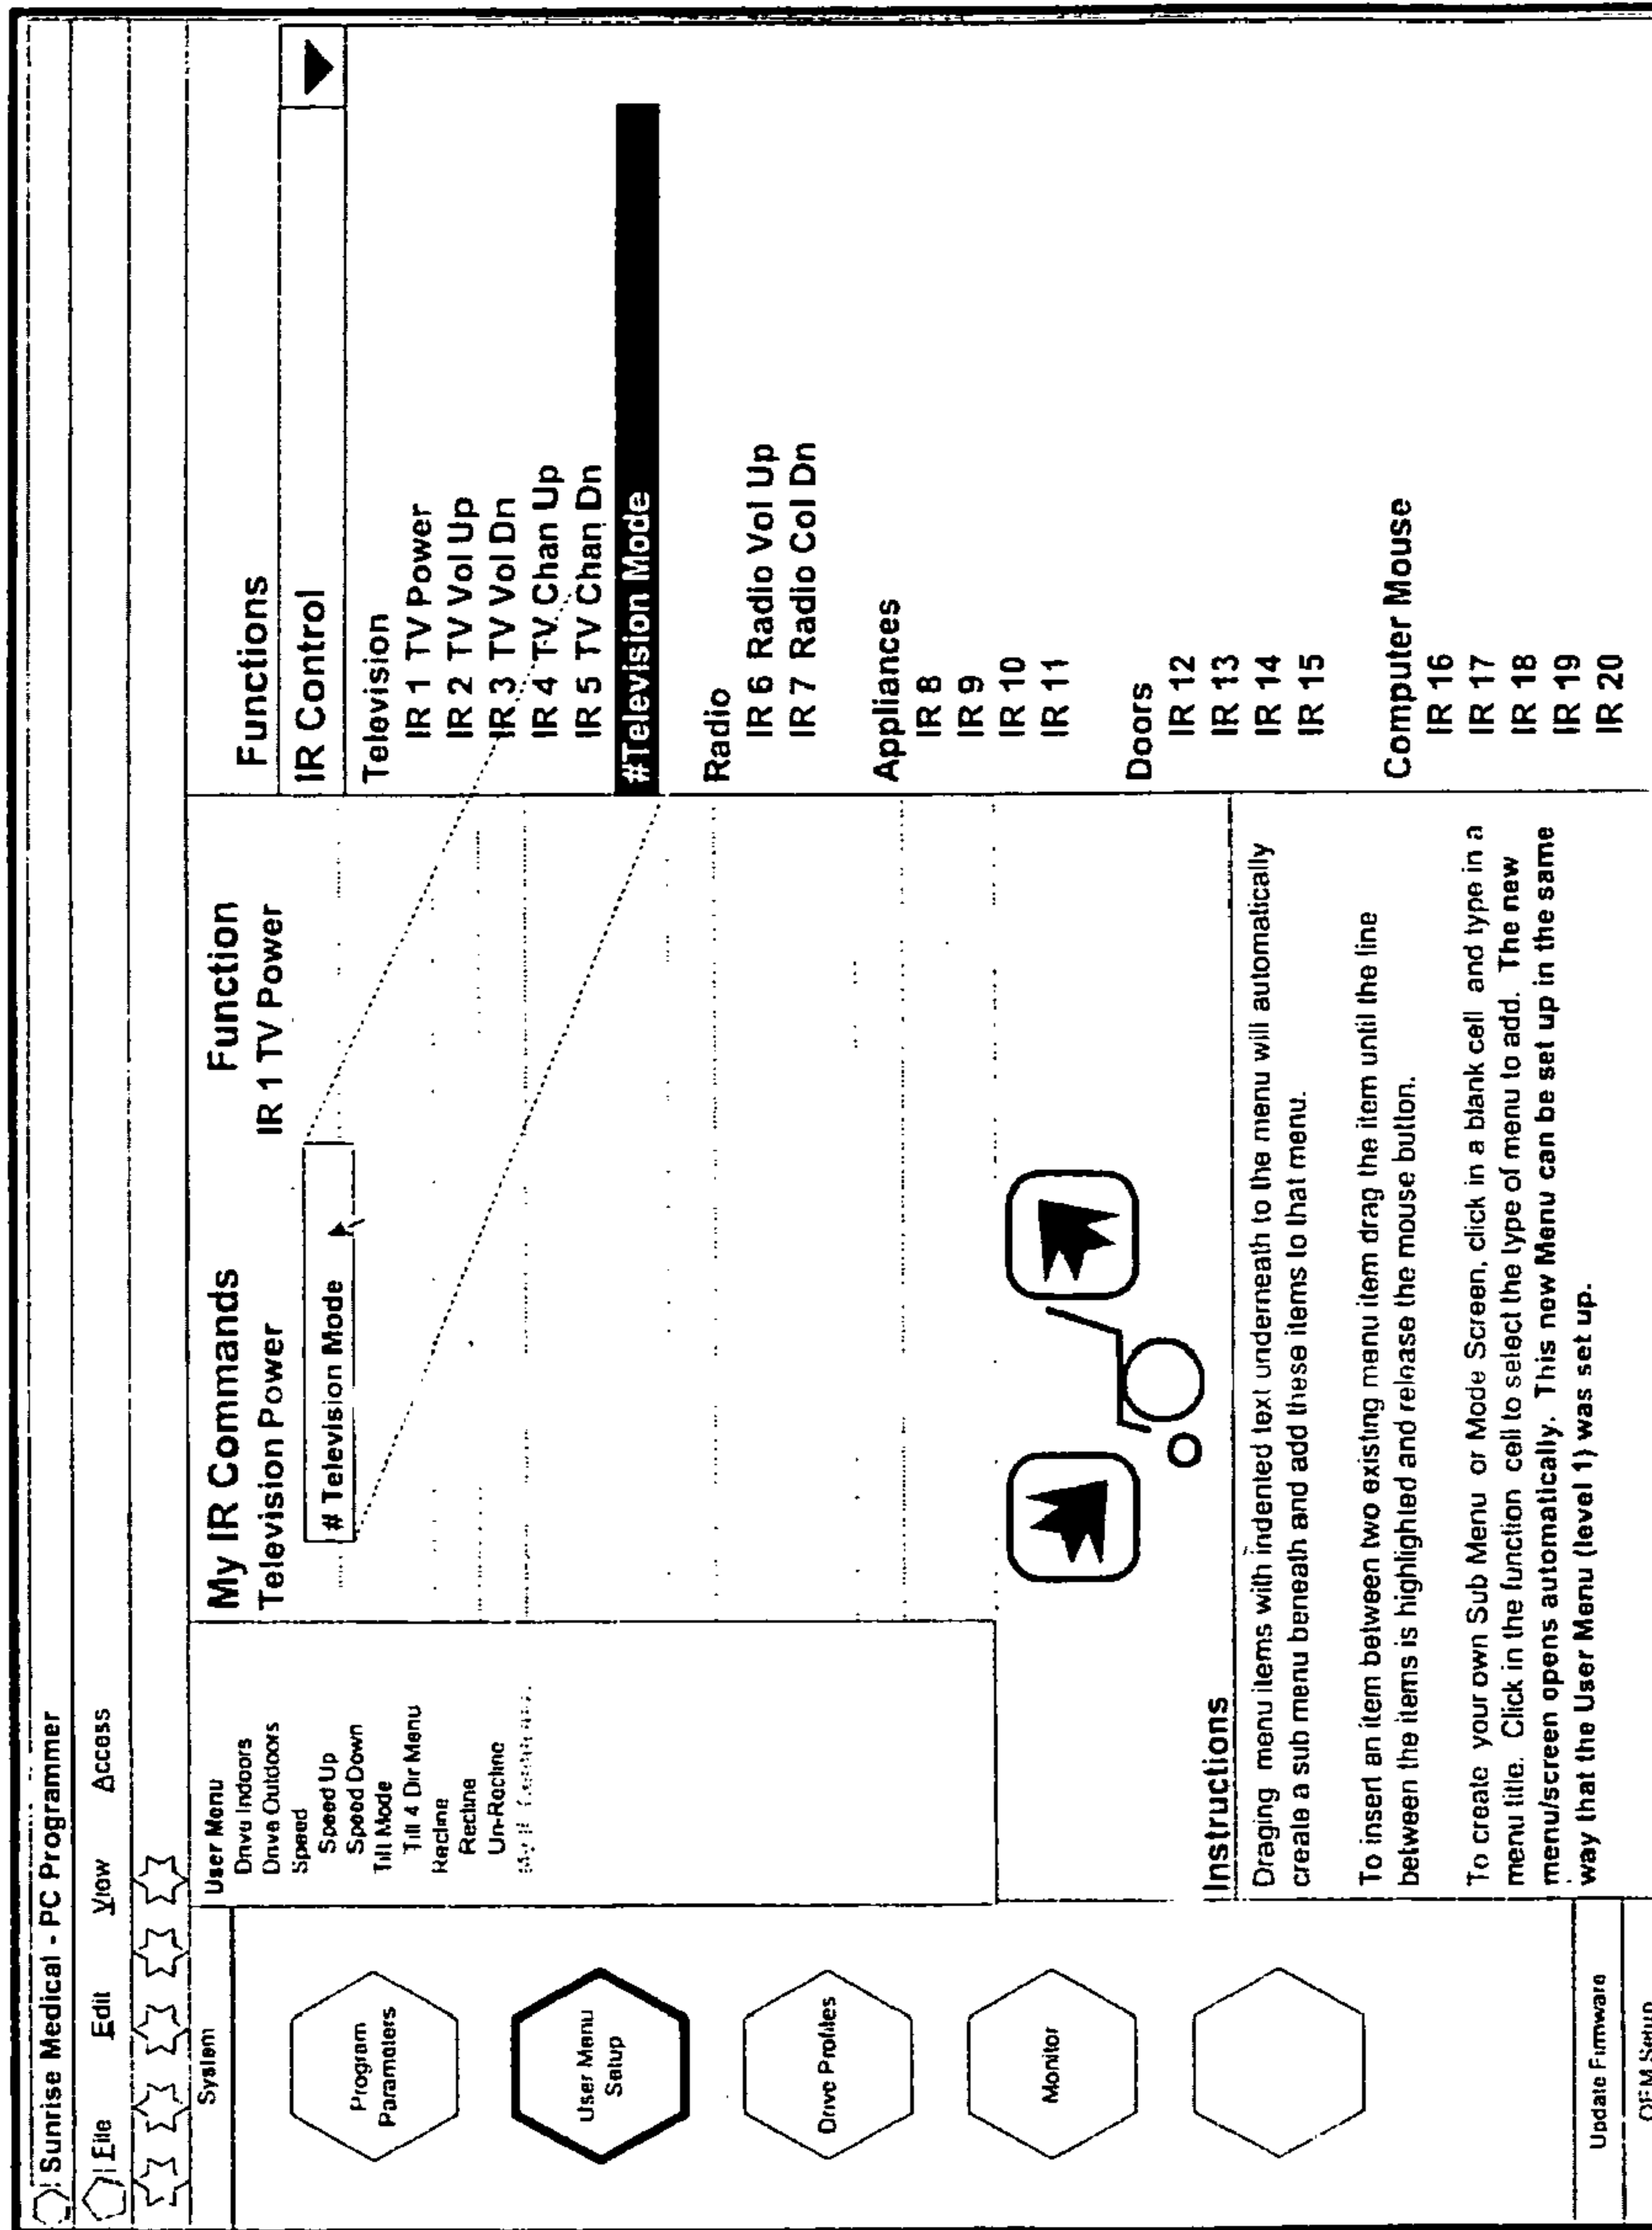 Sunrise Medical - PC Programmer
File Edit View Access
System
Program
Parameters
User Menu
Setup
Drive Profiles
Monitor
Update Firmware
OEM Setup
User Menu
Drive Indoors
Drive Outdoors
Speed
Speed Up
Speed Down
Tilt Mode
Tilt 4 Dir Menu
Recline
Recline
Un-Recline
My IR Commands Function
Television Power IR 1 TV Power
# Television Mode
Instructions
Draging menu items with indented text underneath to the menu will automatically
create a sub menu beneath and add these items to that menu.
To insert an item between two existing menu item drag the item until the line
between the items is highlighted and release the mouse button.
To create your own Sub Menu or Mode Screen, click in a blank cell and type in a
menu title. Click in the function cell to select the type of menu to add. The new
menu/screen opens automatically. This new Menu can be set up in the same
way that the User Menu (level 1) was set up.
Functions
IR Control
Television
IR 1 TV Power
IR 2 TV Vol Up
IR 3 TV Vol Dn
IR 4 TV Chan Up
IR 5 TV Chan Dn
#Television Mode
Radio
IR 6 Radio Vol Up
IR 7 Radio Col Dn
Appliances
IR 8
IR 9
IR 10
IR 11
Doors
IR 12
IR 13
IR 14
IR 15
Computer Mouse
IR 16
IR 17
IR 18
IR 19
IR 20